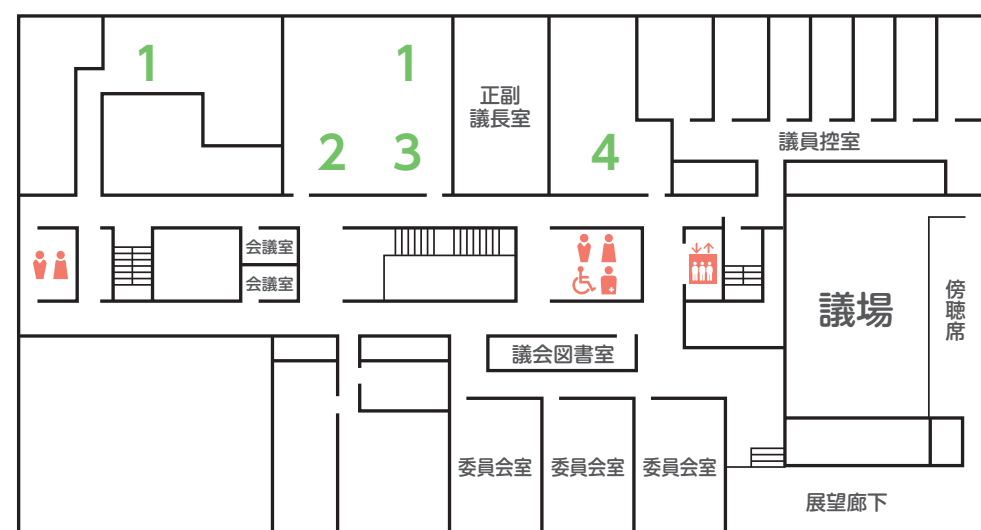 1
1
正副
議長室
2
3
4
議員控室
会議室
会議室
議場
傍聴席
議会図書室
委員会室
委員会室
委員会室
展望廊下